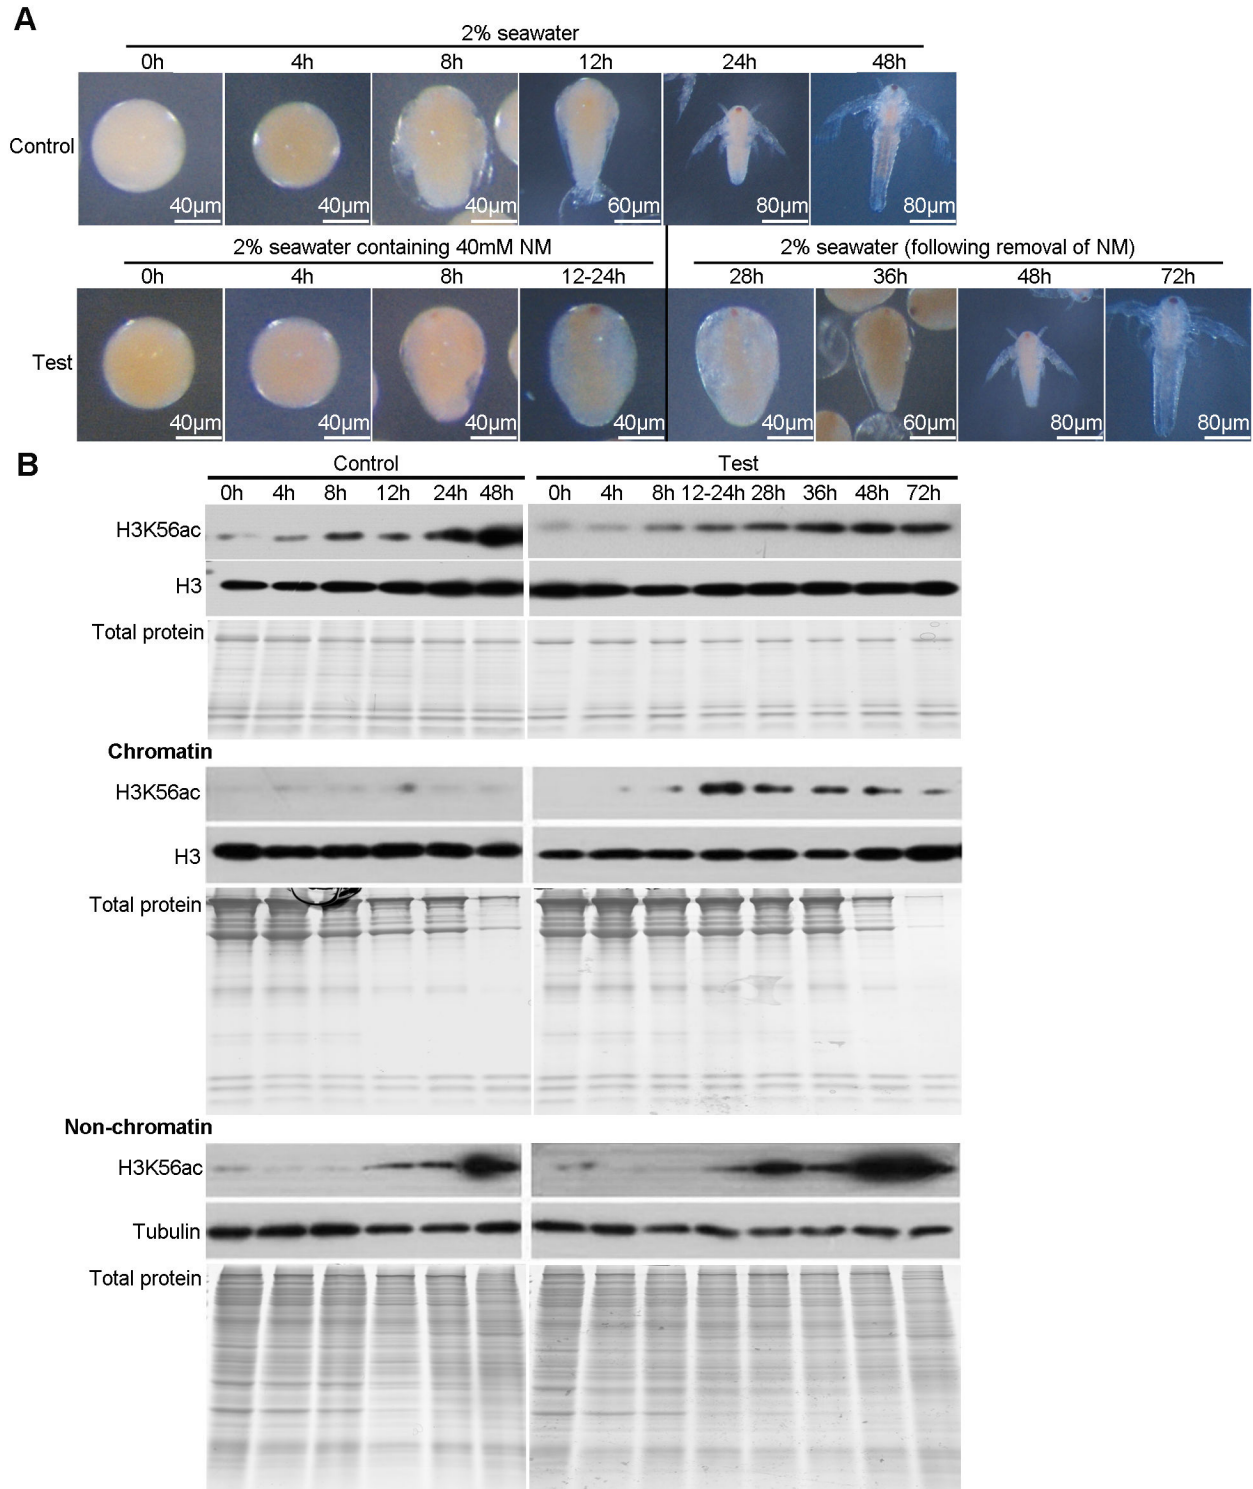 A
2% seawater
0h 4h 8h 12h 24h 48h
Control
40μm 40μm 40μm 60μm 80μm 80μm
2% seawater containing 40mM NM 2% seawater (following removal of NM)
0h 4h 8h 12-24h 28h 36h 48h 72h
Test
40μm 40μm 40μm 40μm 40μm 60μm 80μm 80μm
B
Control Test
0h 4h 8h 12h 24h 48h 0h 4h 8h 12-24h 28h 36h 48h 72h
H3K56ac
H3
Total protein
Chromatin
H3K56ac
H3
Total protein
Non-chromatin
H3K56ac
Tubulin
Total protein